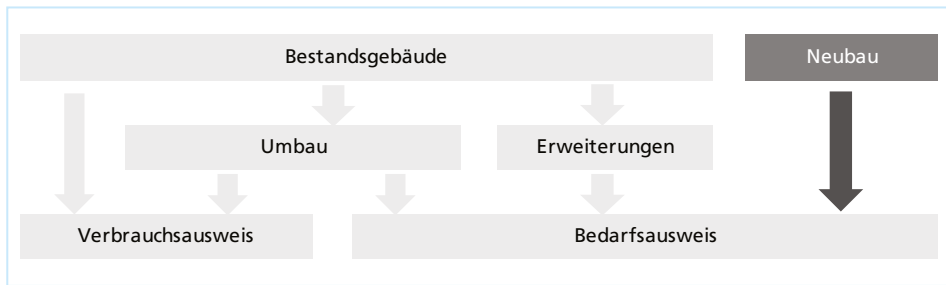 Bestandsgebäude
Neubau
Umbau
Erweiterungen
Verbrauchsausweis
Bedarfsausweis